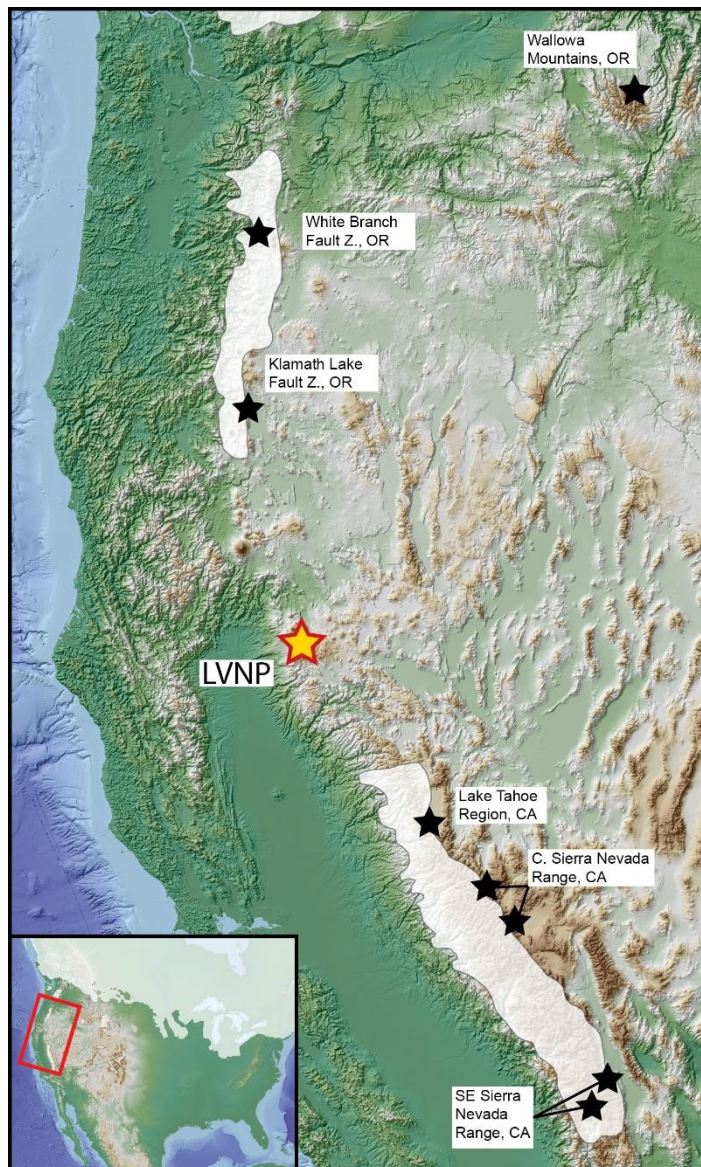 Wallowa
Mountains, OR
White Branch
Fault Z., OR
Klamath Lake
Fault Z., OR
LVNP
Lake Tahoe
Region, CA
C. Sierra Nevada
Range, CA
SE Sierra
Nevada
Range, CA